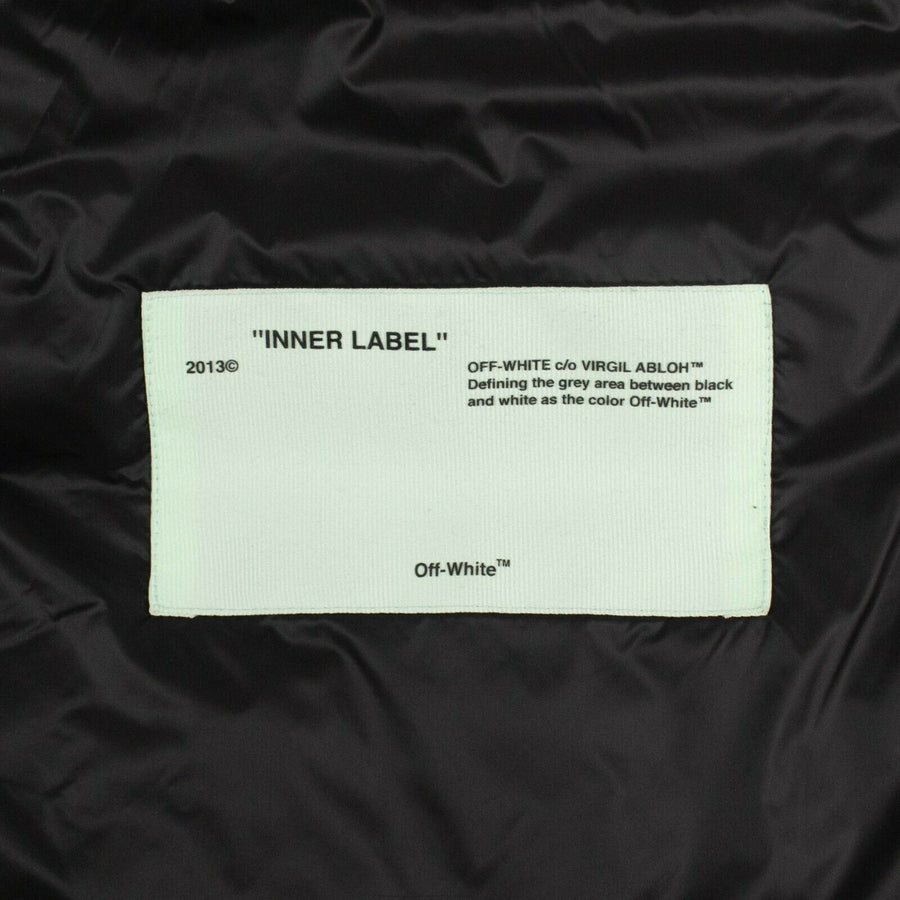 "INNER LABEL"
2013©
OFF-WHITE c/o VIRGIL ABLOH™
Defining the grey area between black
and white as the color Off-White™
Off-White™